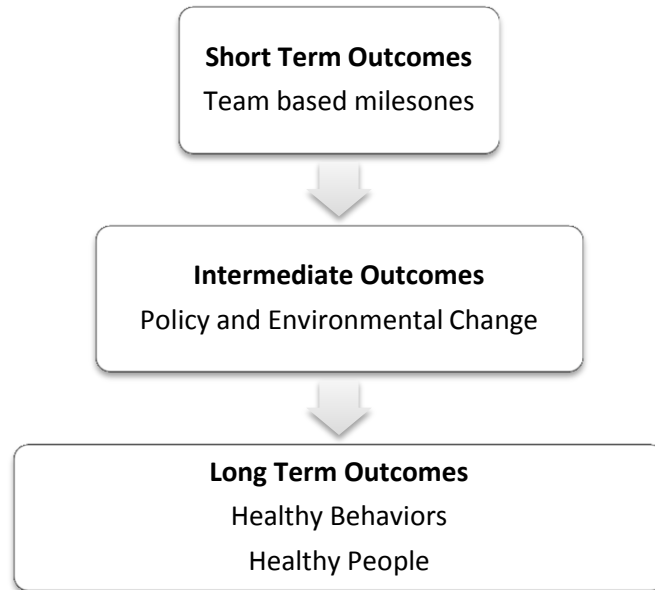 Short Term Outcomes
Team based milesones
Intermediate Outcomes
Policy and Environmental Change
Long Term Outcomes
Healthy Behaviors
Healthy People